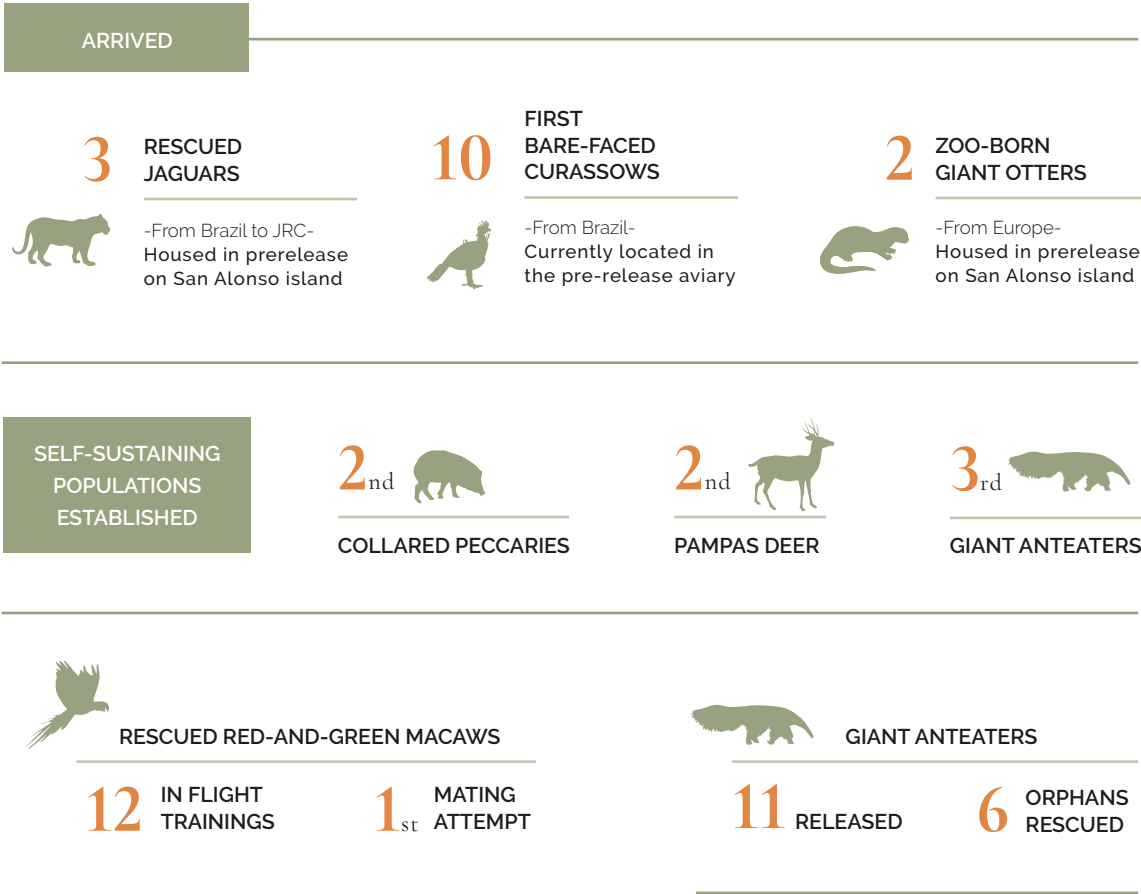 ARRIVED
3
RESCUED
JAGUARS
-From Brazil to JRC-
Housed in prerelease
on San Alonso island
10
FIRST
BARE-FACED
CURASSOWS
-From Brazil-
Currently located in
the pre-release aviary
2
ZOO-BORN
GIANT OTTERS
-From Europe-
Housed in prerelease
on San Alonso island
SELF-SUSTAINING
POPULATIONS
ESTABLISHED
2nd
COLLARED PECCARIES
2nd
PAMPAS DEER
3rd
GIANT ANTEATERS
RESCUED RED-AND-GREEN MACAWS
12
IN FLIGHT
TRAININGS
1st
MATING
ATTEMPT
GIANT ANTEATERS
11 RELEASED
6
ORPHANS
RESCUED